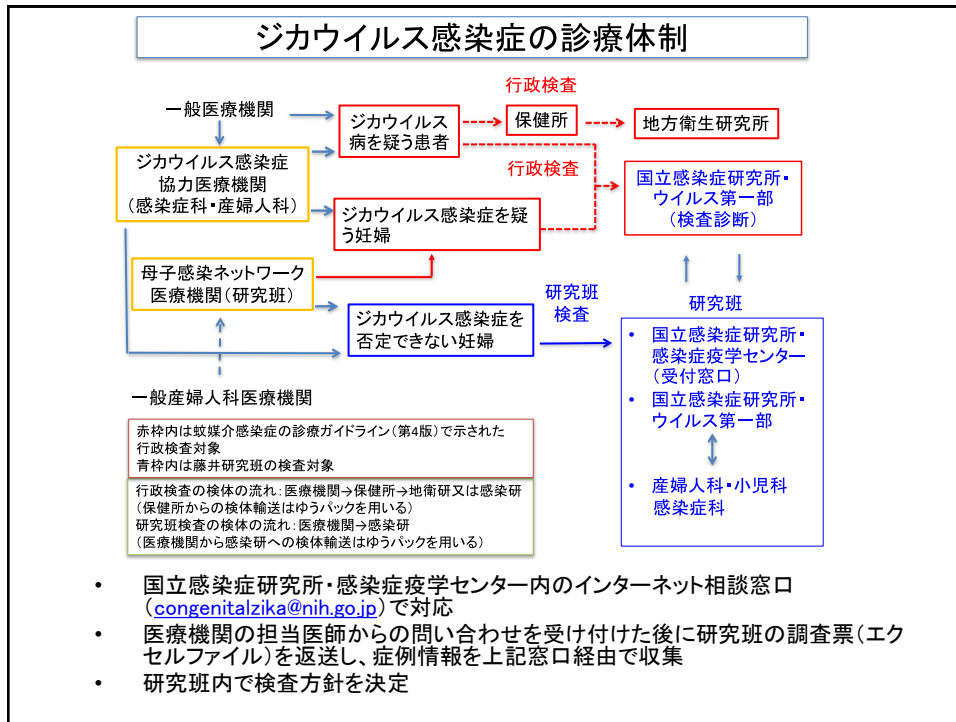 ジカウイルス感染症の診療体制
行政検査
一般医療機関
ジカウイルス
病を疑う患者
保健所
地方衛生研究所
ジカウイルス感染症
協力医療機関
(感染症科・産婦人科)
行政検査
国立感染症研究所・
ウイルス第一部
(検査診断)
ジカウイルス感染症を疑
う妊婦
母子感染ネットワーク
医療機関(研究班)
研究班
検査
ジカウイルス感染症を
否定できない妊婦
研究班
• 国立感染症研究所・
感染症疫学センター
(受付窓口)
• 国立感染症研究所・
ウイルス第一部
• 産婦人科・小児科
感染症科
一般産婦人科医療機関
赤枠内は蚊媒介感染症の診療ガイドライン(第4版)で示された
行政検査対象
青枠内は藤井研究班の検査対象
行政検査の検体の流れ:医療機関→保健所→地衛研又は感染研
(保健所からの検体輸送はゆうパックを用いる)
研究班検査の検体の流れ:医療機関→感染研
(医療機関から感染研への検体輸送はゆうパックを用いる)
• 国立感染症研究所・感染症疫学センター内のインターネット相談窓口
(congenitalzika@nih.go.jp)で対応
• 医療機関の担当医師からの問い合わせを受け付けた後に研究班の調査票(エク
セルファイル)を返送し、症例情報を上記窓口経由で収集
• 研究班内で検査方針を決定